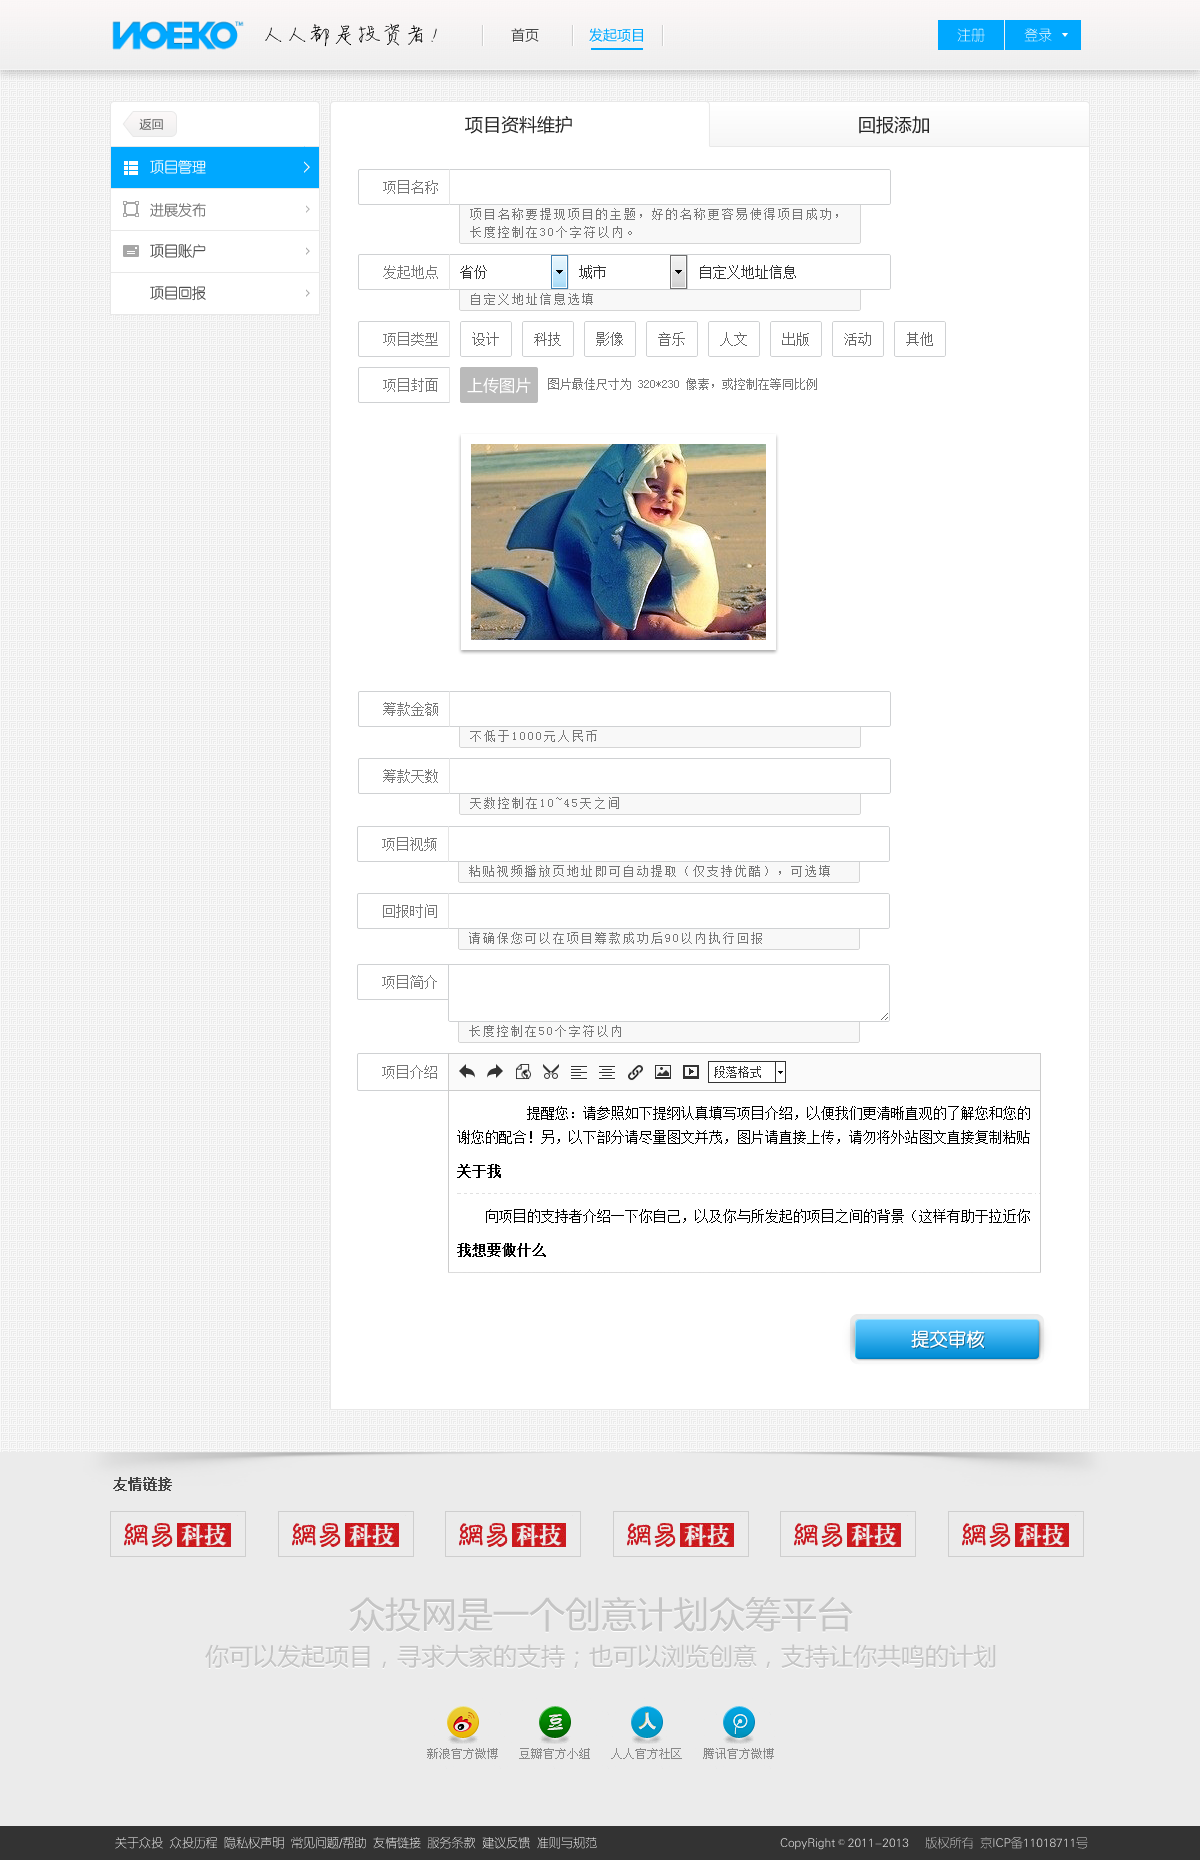 NOEKO™ 人人都是投资者! 首页 发起项目 注册 登录
返回
项目管理
进展发布
项目账户
项目回报
项目资料维护 回报添加
项目名称
项目名称要提现项目的主题，好的名称更容易使得项目成功，
长度控制在30个字符以内。
发起地点 省份 城市 自定义地址信息
自定义地址信息选填
项目类型 设计 科技 影像 音乐 人文 出版 活动 其他
项目封面 上传图片 图片最佳尺寸为 320*230 像素，或控制在等同比例
筹款金额
不低于1000元人民币
筹款天数
天数控制在10~45天之间
项目视频
粘贴视频播放页地址即可自动提取（仅支持优酷），可选填
回报时间
请确保您可以在项目筹款成功后90以内执行回报
项目简介
长度控制在50个字符以内
项目介绍 段落格式
提醒您：请参照如下提纲认真填写项目介绍，以便我们更清晰直观的了解您和您的
谢您的配合！另，以下部分请尽量图文并茂，图片请直接上传，请勿将外站图文直接复制粘贴
关于我
向项目的支持者介绍一下你自己，以及你与所发起的项目之间的背景（这样有助于拉近你
我想要做什么
提交审核
友情链接
網易科技 網易科技 網易科技 網易科技 網易科技 網易科技
众投网是一个创意计划众筹平台
你可以发起项目，寻求大家的支持；也可以浏览创意，支持让你共鸣的计划
豆 人
新浪官方微博 豆瓣官方小组 人人官方社区 腾讯官方微博
关于众投 众投历程 隐私权声明 常见问题/帮助 友情链接 服务条款 建议反馈 准则与规范 CopyRight © 2011-2013 版权所有 京ICP备11018711号